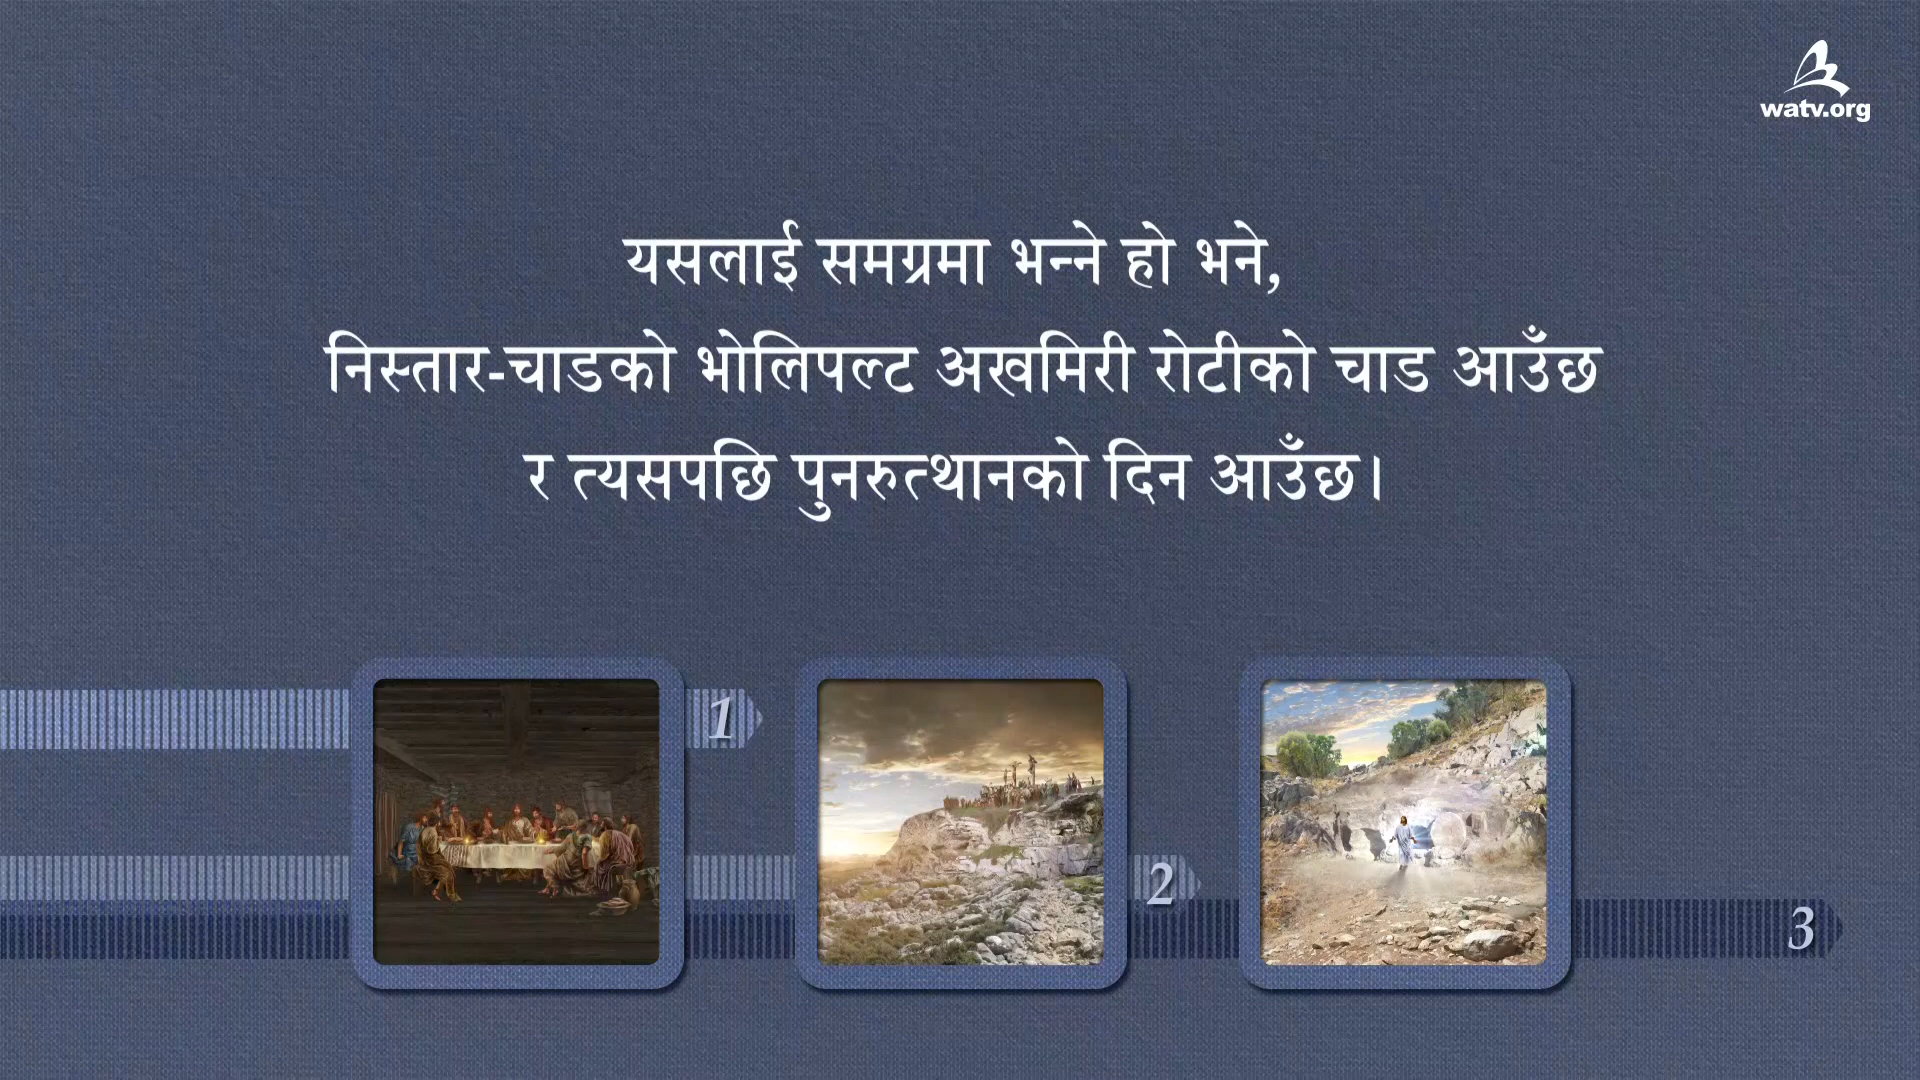 watv.org
यसलाई समग्रमा भन्ने हो भने,
निस्तार-चाडको भोलिपल्ट अखमिरी रोटीको चाड आउँछ
र त्यसपछि पुनरुत्थानको दिन आउँछ।
1
2
3